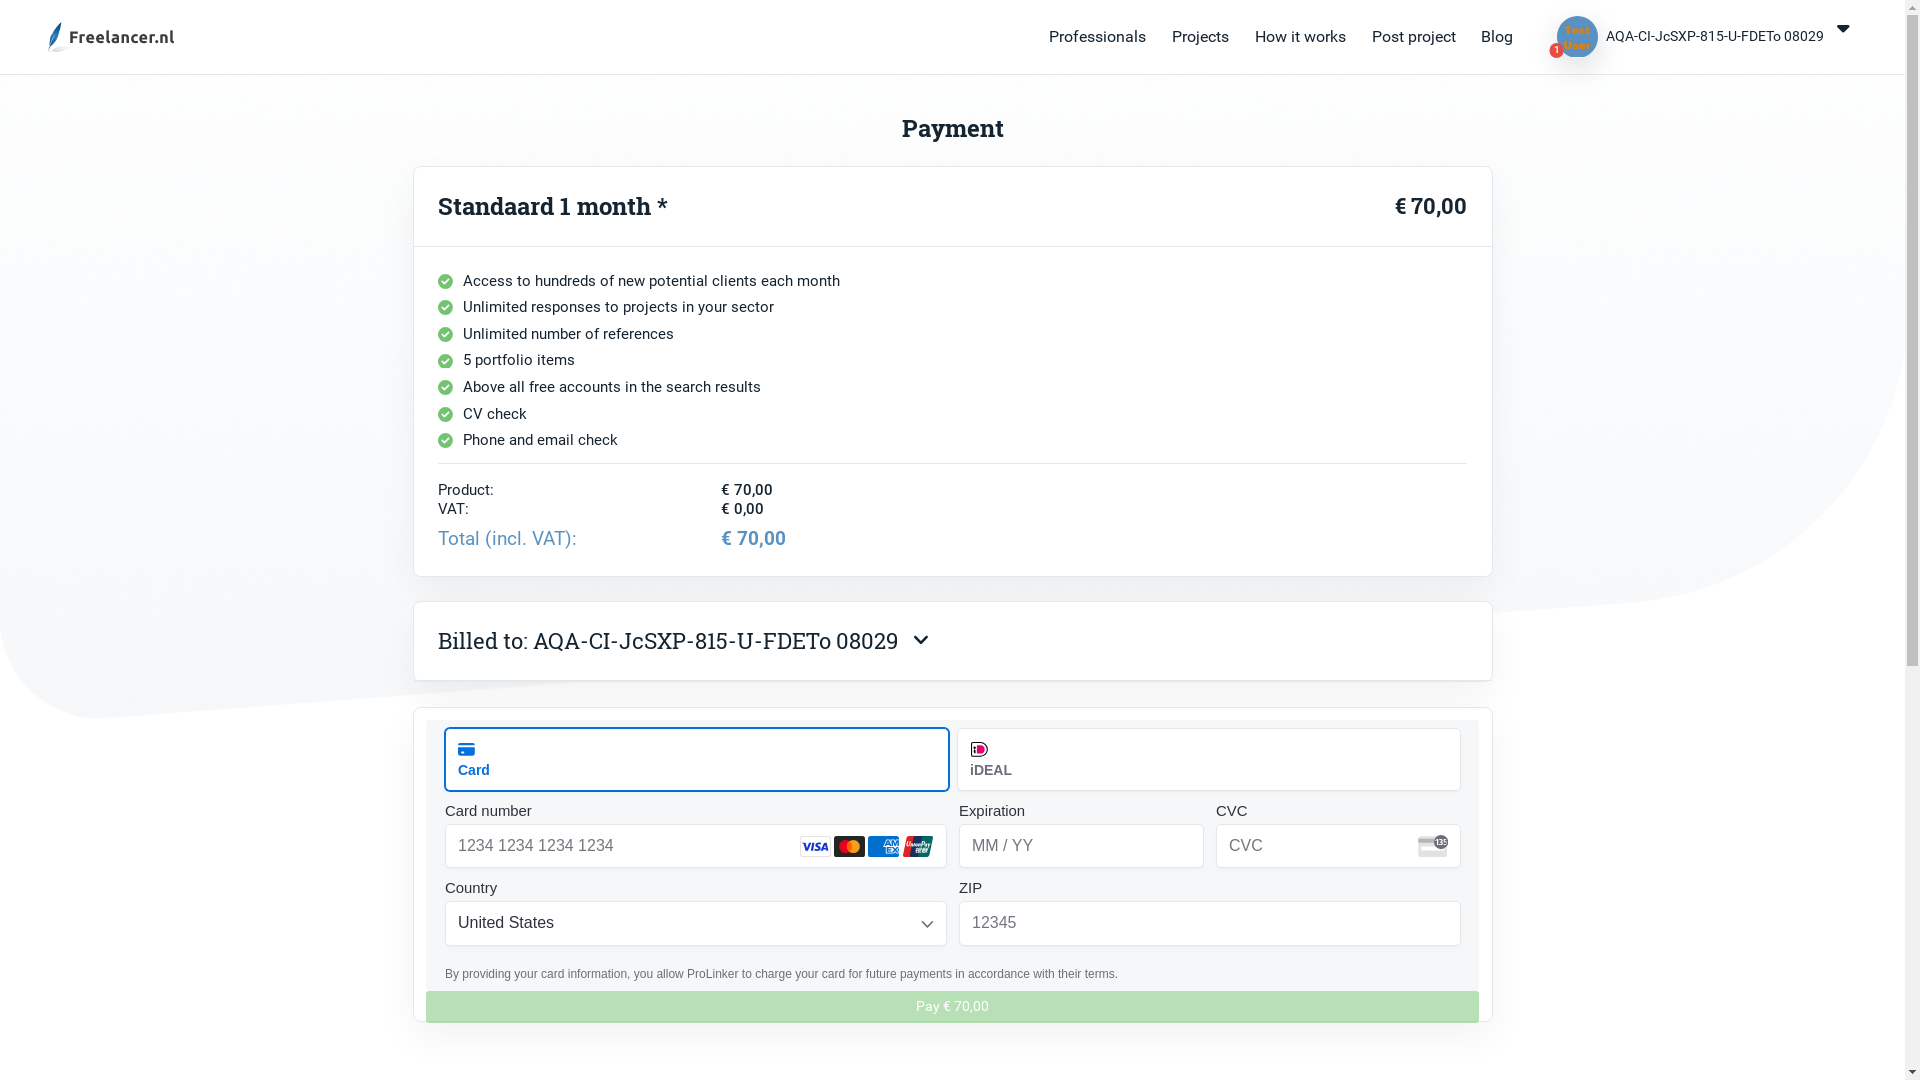 Freelancer.nl
Professionals
Projects
How it works
Post project
Blog
Test User
1
AQA-CI-JcSXP-815-U-FDETo 08029
Payment
Standaard 1 month *
€ 70,00
Access to hundreds of new potential clients each month
Unlimited responses to projects in your sector
Unlimited number of references
5 portfolio items
Above all free accounts in the search results
CV check
Phone and email check
Product: € 70,00
VAT: € 0,00
Total (incl. VAT): € 70,00
Billed to: AQA-CI-JcSXP-815-U-FDETo 08029
Card
iDEAL
Card number
Expiration
CVC
1234 1234 1234 1234
VISA
AMEX
UnionPay
MM / YY
CVC
135
Country
ZIP
United States
12345
By providing your card information, you allow ProLinker to charge your card for future payments in accordance with their terms.
Pay € 70,00